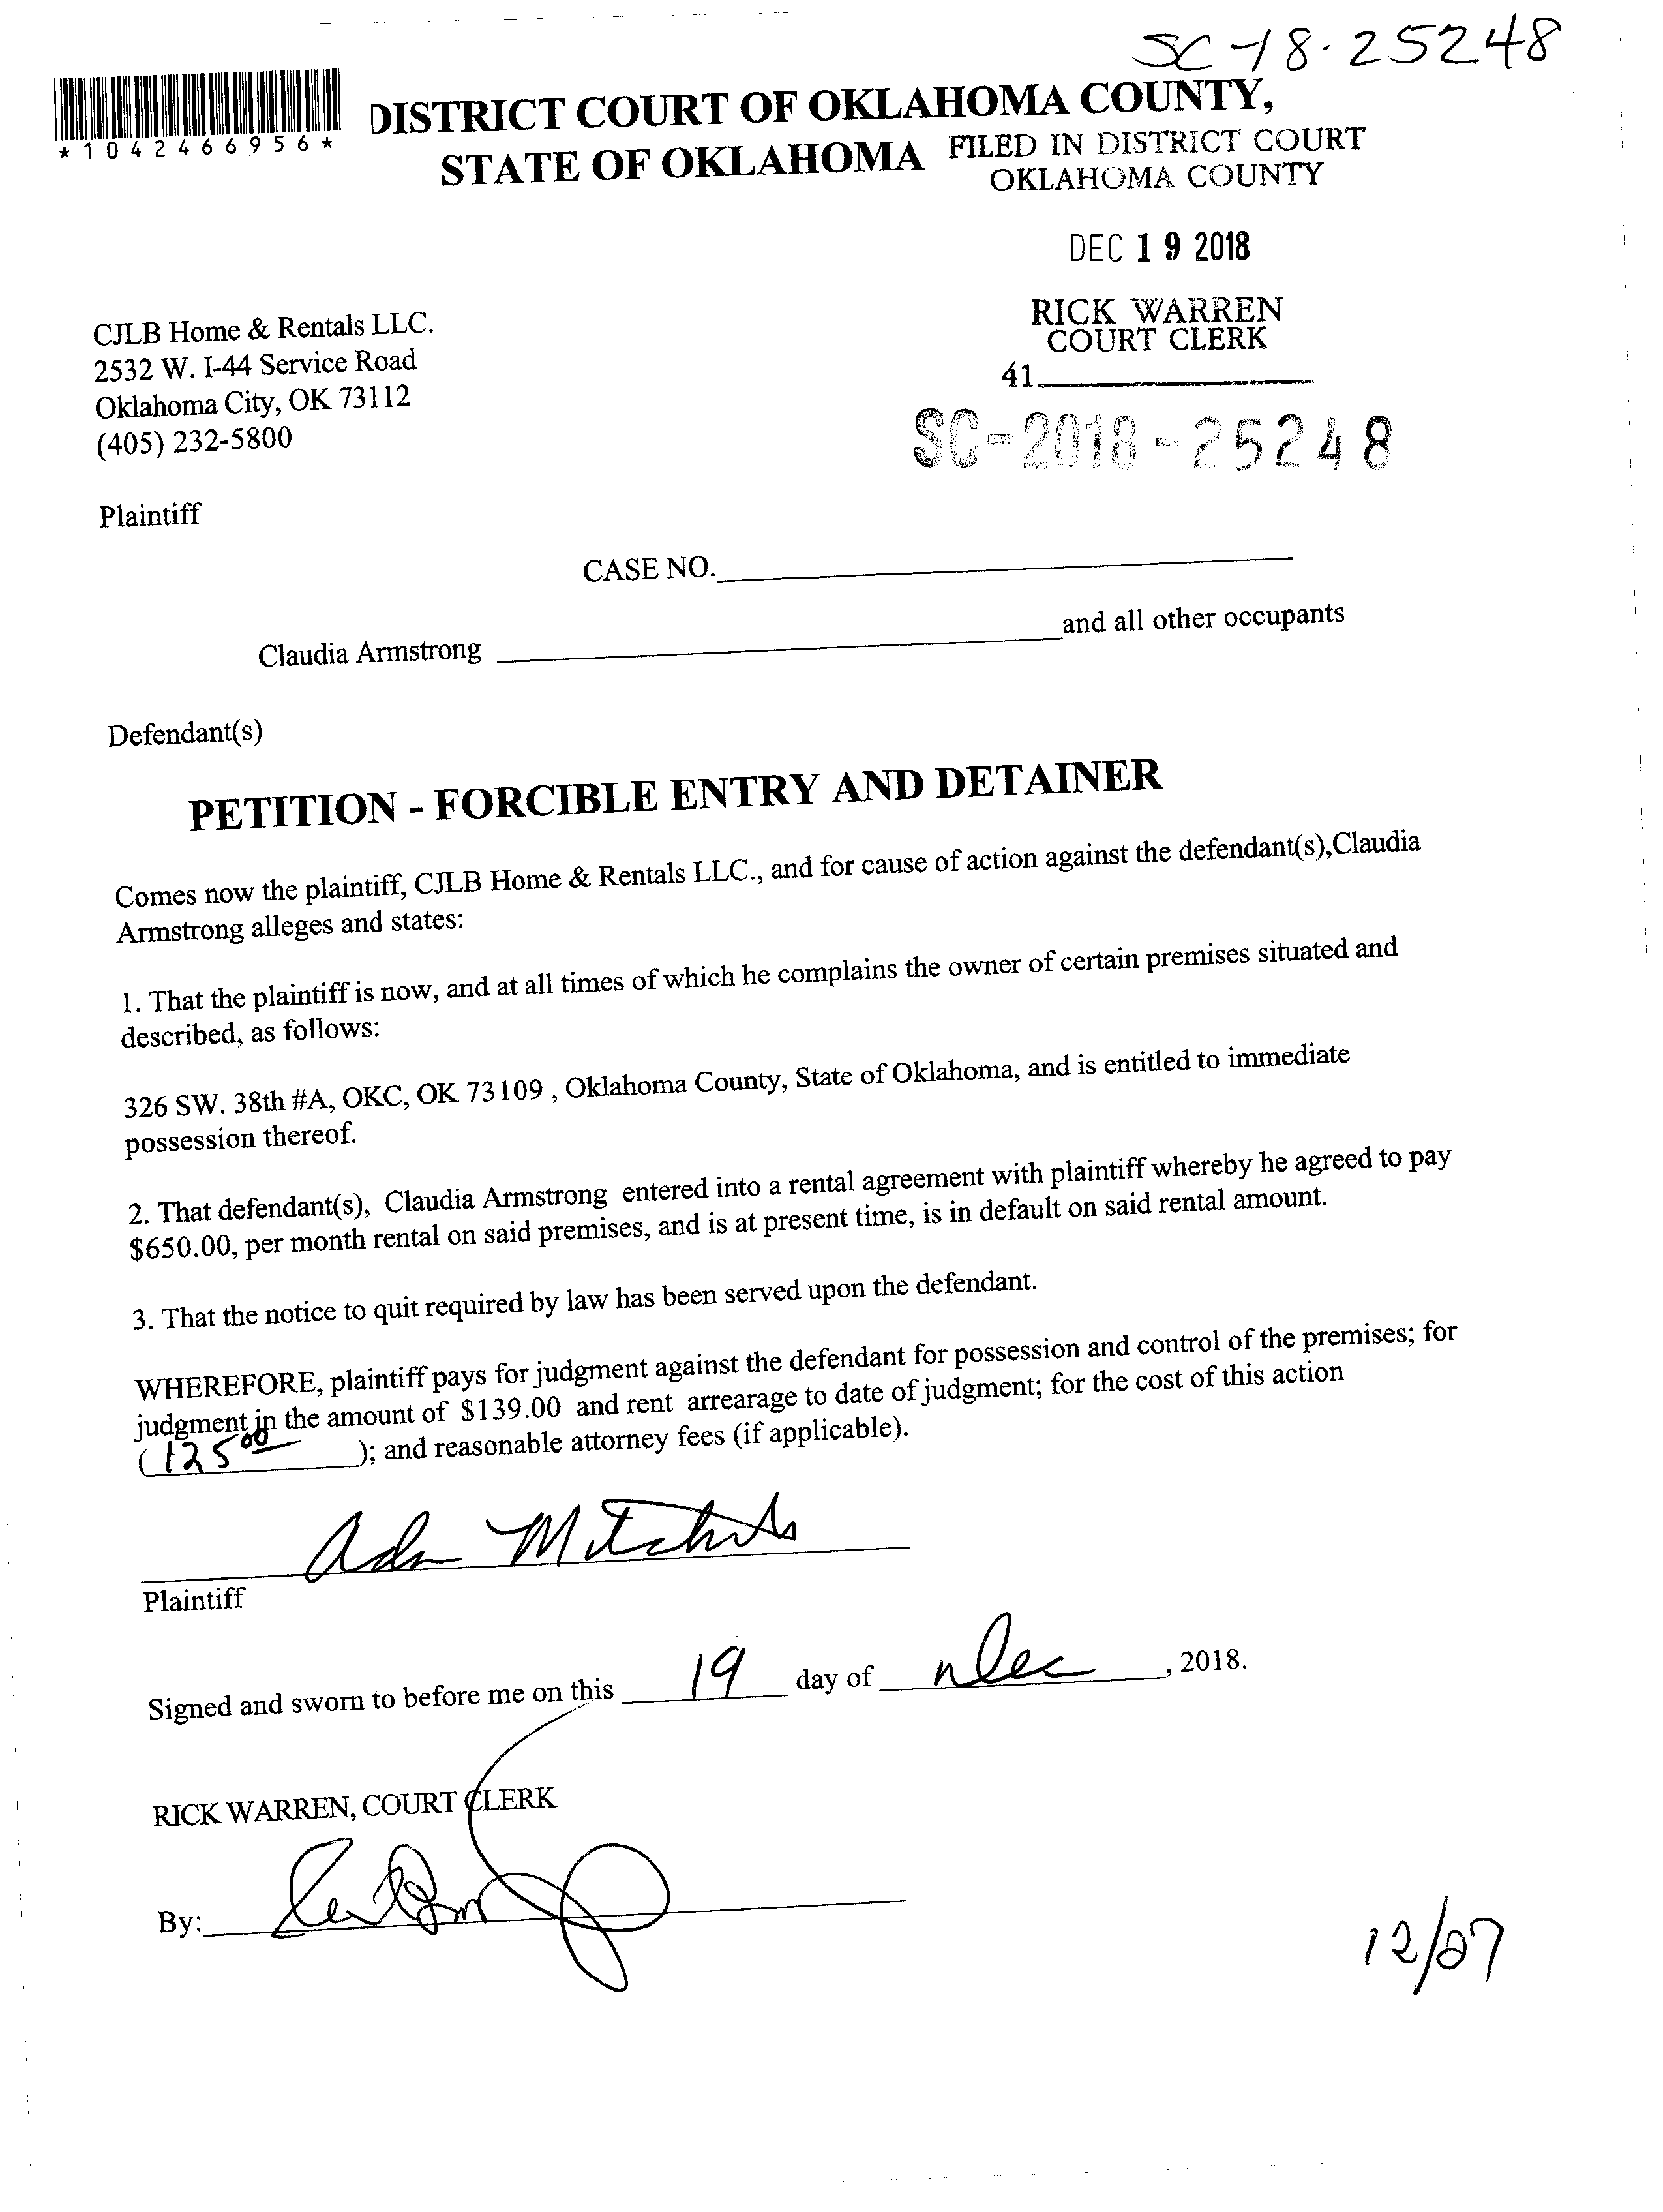 SC-18-25248
*1042466956*
DISTRICT COURT OF OKLAHOMA COUNTY,
STATE OF OKLAHOMA
FILED IN DISTRICT COURT
OKLAHOMA COUNTY
DEC 19 2018
RICK WARREN
COURT CLERK
41
SC-2018-25248
CJLB Home & Rentals LLC.
2532 W. I-44 Service Road
Oklahoma City, OK 73112
(405) 232-5800
Plaintiff
CASE NO.
Claudia Armstrong and all other occupants
Defendant(s)
PETITION - FORCIBLE ENTRY AND DETAINER
Comes now the plaintiff, CJLB Home & Rentals LLC., and for cause of action against the defendant(s),Claudia
Armstrong alleges and states:
1. That the plaintiff is now, and at all times of which he complains the owner of certain premises situated and
described, as follows:
326 SW. 38th #A, OKC, OK 73109 , Oklahoma County, State of Oklahoma, and is entitled to immediate
possession thereof.
2. That defendant(s), Claudia Armstrong entered into a rental agreement with plaintiff whereby he agreed to pay
$650.00, per month rental on said premises, and is at present time, is in default on said rental amount.
3. That the notice to quit required by law has been served upon the defendant.
WHEREFORE, plaintiff pays for judgment against the defendant for possession and control of the premises; for
judgment in the amount of $139.00 and rent arrearage to date of judgment; for the cost of this action
(125 00); and reasonable attorney fees (if applicable).
Plaintiff
Signed and sworn to before me on this 19 day of Dec, 2018.
RICK WARREN, COURT CLERK
By:
12/27